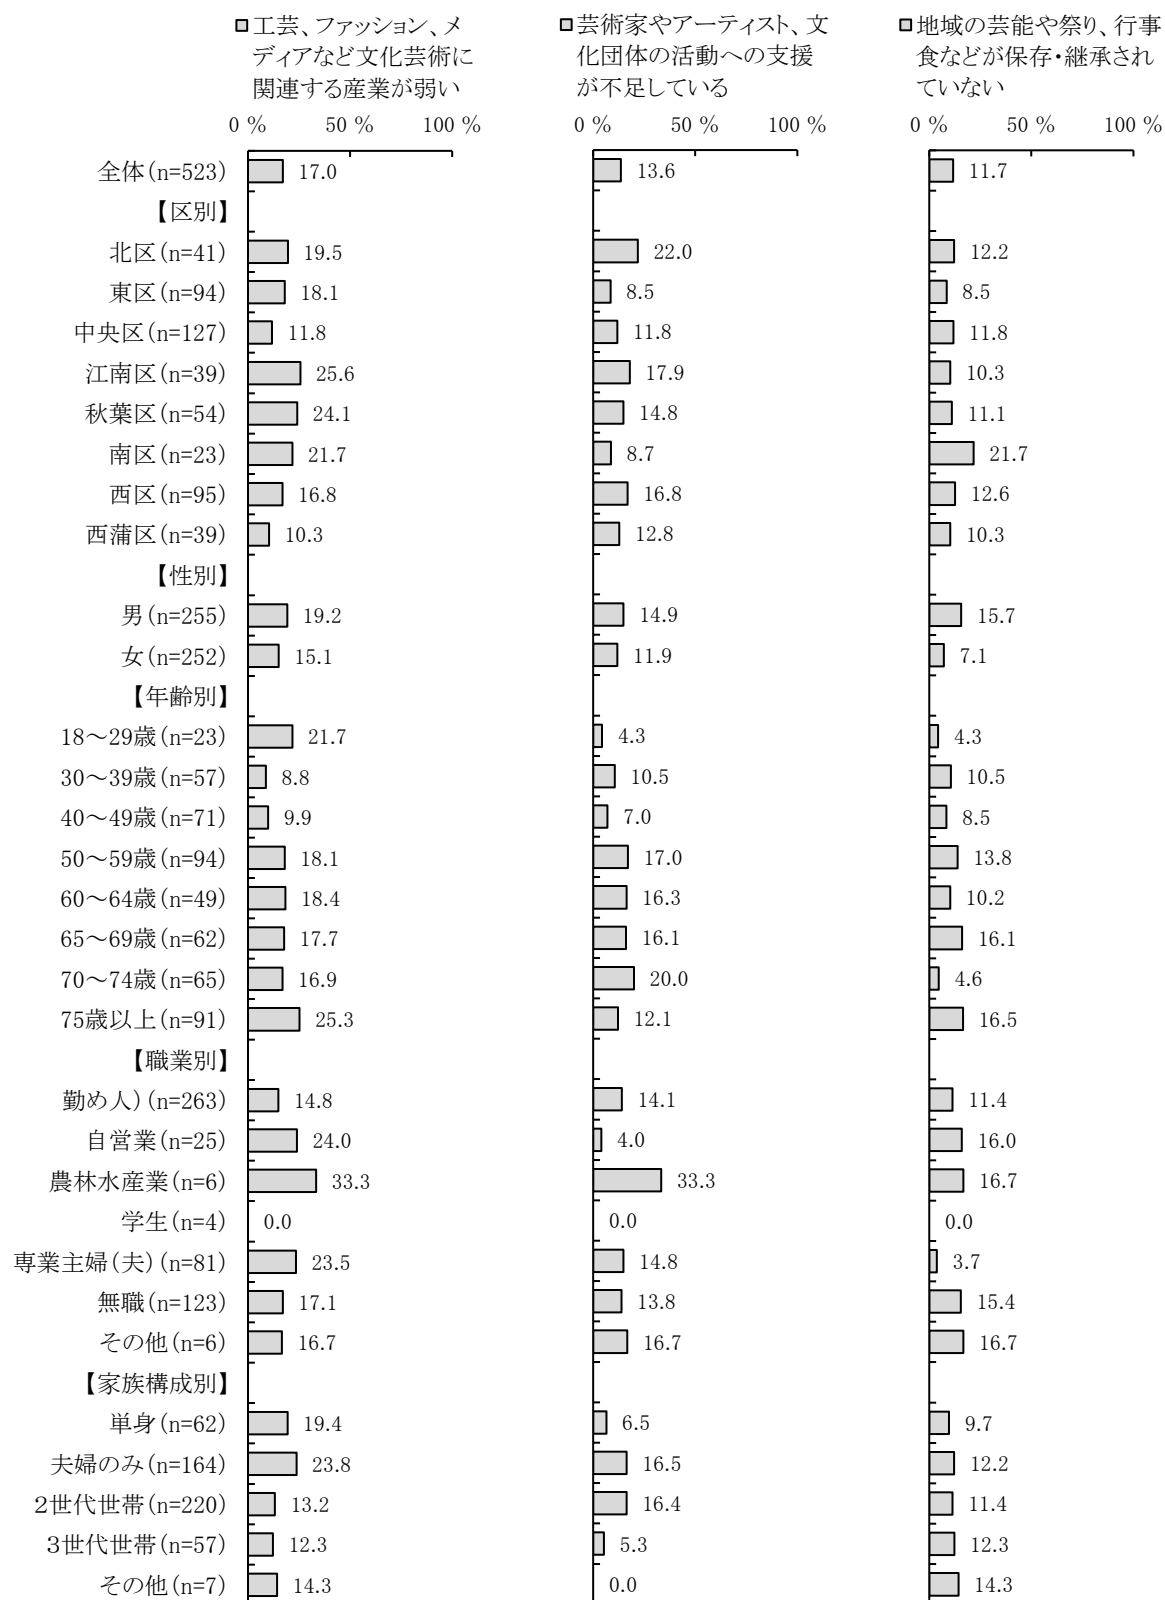 工芸、ファッション、メ
ディアなど文化芸術に
関連する産業が弱い
芸術家やアーティスト、文
化団体の活動への支援
が不足している
地域の芸能や祭り、行事
食などが保存・継承され
ていない
0 % 50 % 100 % 0 % 50 % 100 % 0 % 50 % 100 %
全体(n=523) 17.0 13.6 11.7
【区別】
北区(n=41) 19.5 22.0 12.2
東区(n=94) 18.1 8.5 8.5
中央区(n=127) 11.8 11.8 11.8
江南区(n=39) 25.6 17.9 10.3
秋葉区(n=54) 24.1 14.8 11.1
南区(n=23) 21.7 8.7 21.7
西区(n=95) 16.8 16.8 12.6
西蒲区(n=39) 10.3 12.8 10.3
【性別】
男(n=255) 19.2 14.9 15.7
女(n=252) 15.1 11.9 7.1
【年齢別】
18～29歳(n=23) 21.7 4.3 4.3
30～39歳(n=57) 8.8 10.5 10.5
40～49歳(n=71) 9.9 7.0 8.5
50～59歳(n=94) 18.1 17.0 13.8
60～64歳(n=49) 18.4 16.3 10.2
65～69歳(n=62) 17.7 16.1 16.1
70～74歳(n=65) 16.9 20.0 4.6
75歳以上(n=91) 25.3 12.1 16.5
【職業別】
勤め人)(n=263) 14.8 14.1 11.4
自営業(n=25) 24.0 4.0 16.0
農林水産業(n=6) 33.3 33.3 16.7
学生(n=4) 0.0 0.0 0.0
専業主婦(夫)(n=81) 23.5 14.8 3.7
無職(n=123) 17.1 13.8 15.4
その他(n=6) 16.7 16.7 16.7
【家族構成別】
単身(n=62) 19.4 6.5 9.7
夫婦のみ(n=164) 23.8 16.5 12.2
２世代世帯(n=220) 13.2 16.4 11.4
３世代世帯(n=57) 12.3 5.3 12.3
その他(n=7) 14.3 0.0 14.3